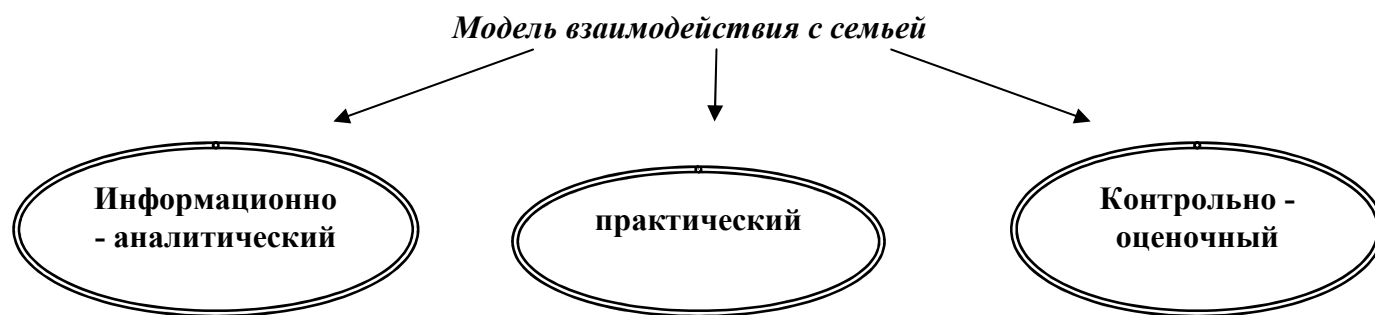 Модель взаимодействия с семьей
Информационно
- аналитический
практический
Контрольно -
оценочный